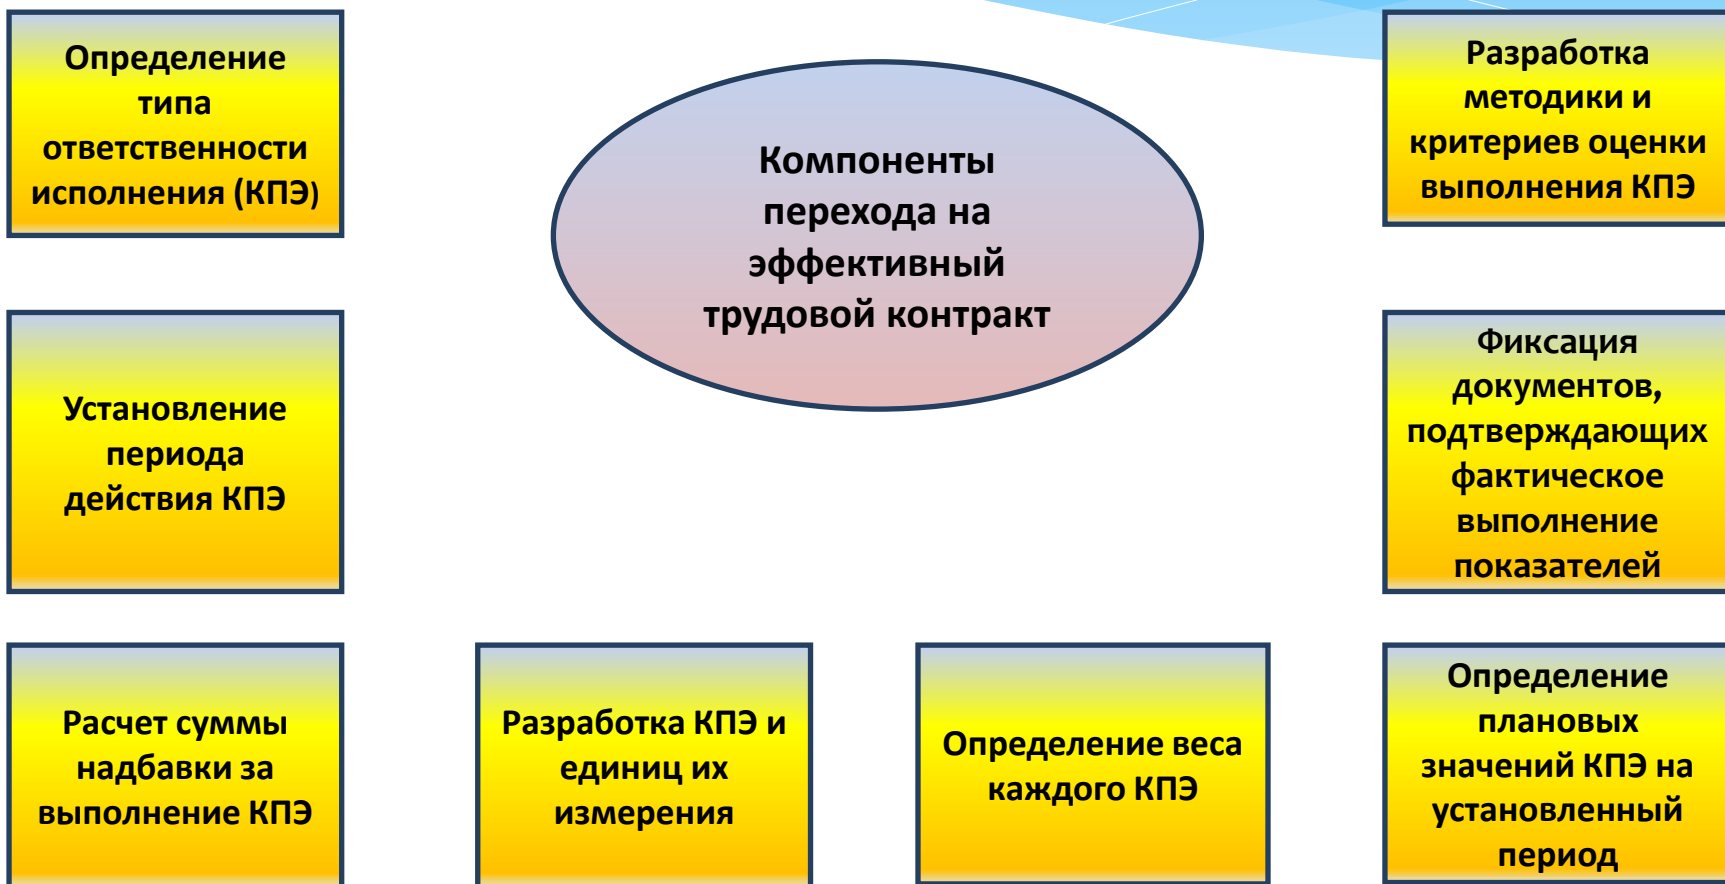 Определение
типа
ответственности
исполнения (КПЭ)
Компоненты
перехода на
эффективный
трудовой контракт
Разработка
методики и
критериев оценки
выполнения КПЭ
Установление
периода
действия КПЭ
Фиксация
документов,
подтверждающих
фактическое
выполнение
показателей
Расчет суммы
надбавки за
выполнение КПЭ
Разработка КПЭ и
единиц их
измерения
Определение веса
каждого КПЭ
Определение
плановых
значений КПЭ на
установленный
период